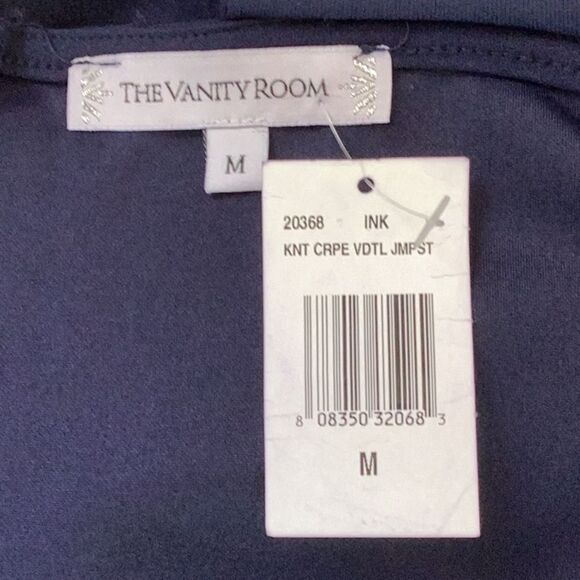 THE VANITY ROOM
M
20368 INK
KNT CRPE VDTL JMPST
8 08350 32068 3
M